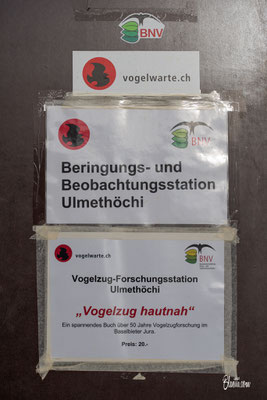 BNV
vogelwarte.ch
BNV
Beringungs- und
Beobachtungsstation
Ulmethöchi
vogelwarte.ch
BNV
Vogelzug-Forschungsstation
Ulmethöchi
„Vogelzug hautnah"
Ein spannendes Buch über 50 Jahre Vogelzugforschung im
Baselbieter Jura.
Preis: 20.-